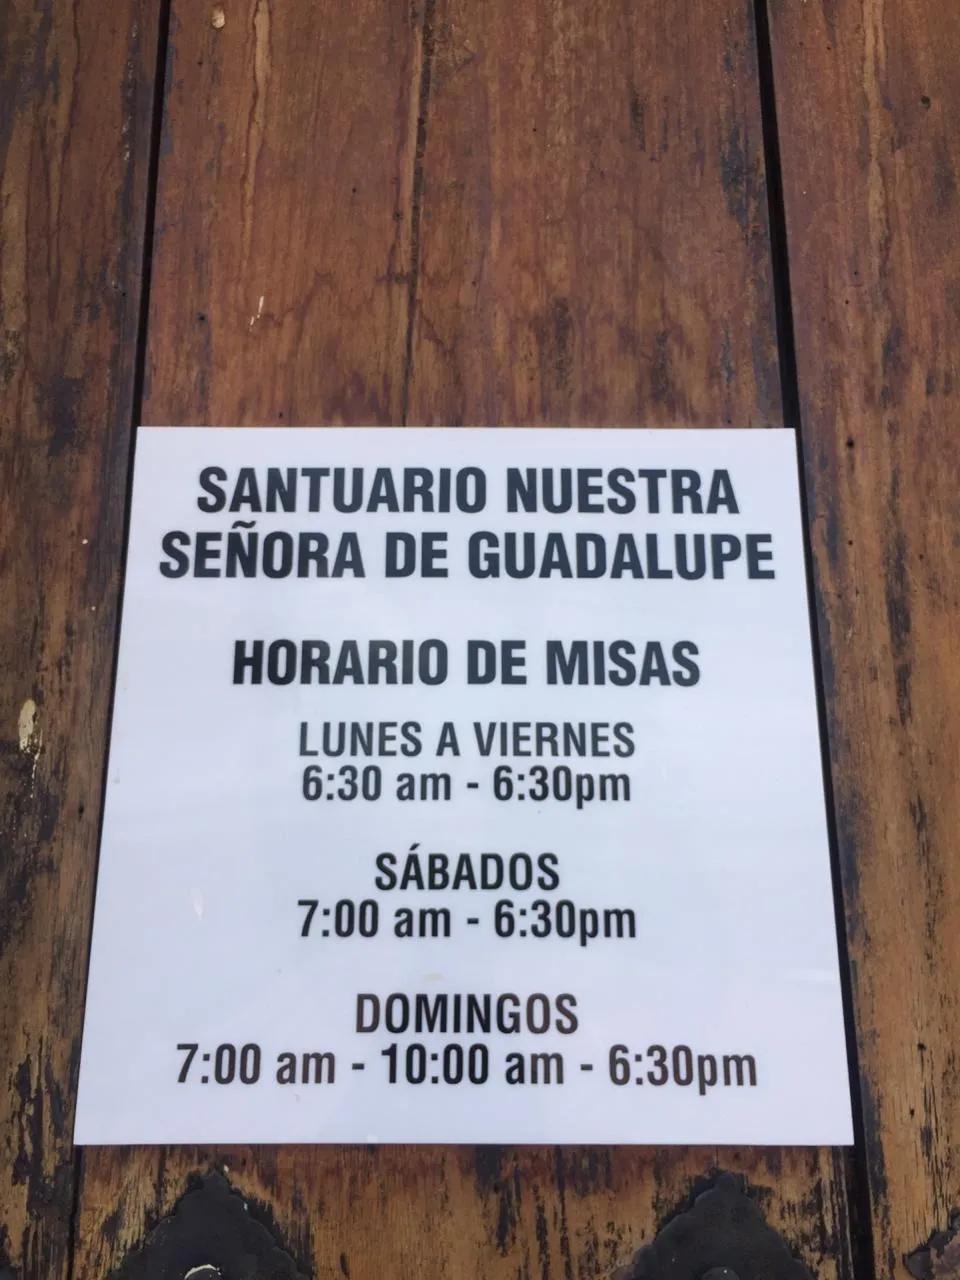 SANTUARIO NUESTRA
SEÑORA DE GUADALUPE
HORARIO DE MISAS
LUNES A VIERNES
6:30 am - 6:30pm
SÁBADOS
7:00 am - 6:30pm
DOMINGOS
7:00 am - 10:00 am - 6:30pm